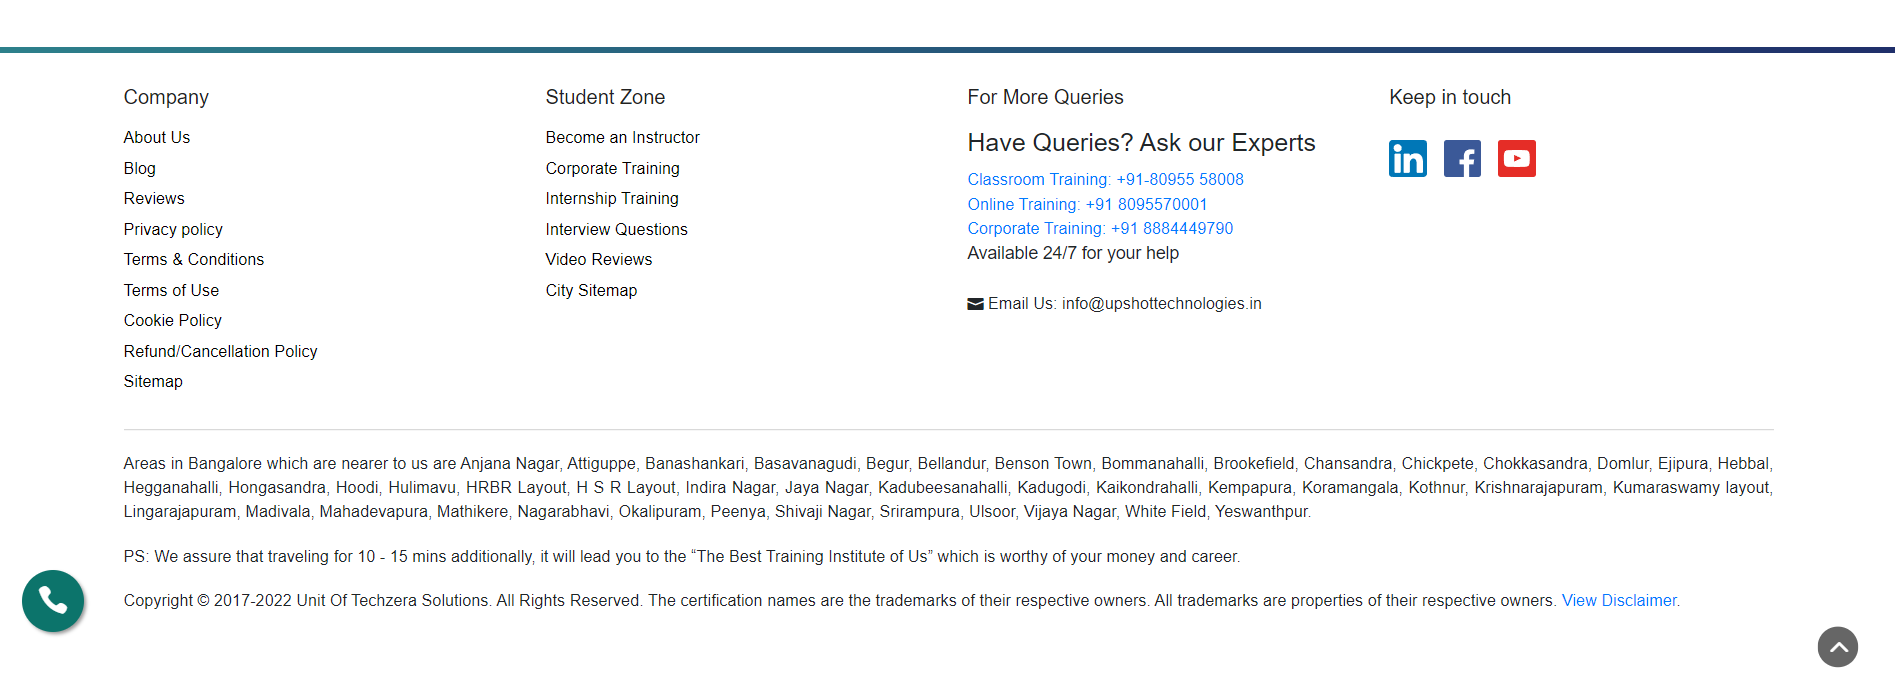 Company
About Us
Blog
Reviews
Privacy policy
Terms & Conditions
Terms of Use
Cookie Policy
Refund/Cancellation Policy
Sitemap
Student Zone
Become an Instructor
Corporate Training
Internship Training
Interview Questions
Video Reviews
City Sitemap
For More Queries
Have Queries? Ask our Experts
Classroom Training: +91-80955 58008
Online Training: +91 8095570001
Corporate Training: +91 8884449790
Available 24/7 for your help
Email Us: info@upshottechnologies.in
Keep in touch
in
f
Areas in Bangalore which are nearer to us are Anjana Nagar, Attiguppe, Banashankari, Basavanagudi, Begur, Bellandur, Benson Town, Bommanahalli, Brookefield, Chansandra, Chickpete, Chokkasandra, Domlur, Ejipura, Hebbal,
Hegganahalli, Hongasandra, Hoodi, Hulimavu, HRBR Layout, H S R Layout, Indira Nagar, Jaya Nagar, Kadubeesanahalli, Kadugodi, Kaikondrahalli, Kempapura, Koramangala, Kothnur, Krishnarajapuram, Kumaraswamy layout,
Lingarajapuram, Madivala, Mahadevapura, Mathikere, Nagarabhavi, Okalipuram, Peenya, Shivaji Nagar, Srirampura, Ulsoor, Vijaya Nagar, White Field, Yeswanthpur.
PS: We assure that traveling for 10 - 15 mins additionally, it will lead you to the “The Best Training Institute of Us” which is worthy of your money and career.
Copyright © 2017-2022 Unit Of Techzera Solutions. All Rights Reserved. The certification names are the trademarks of their respective owners. All trademarks are properties of their respective owners. View Disclaimer.